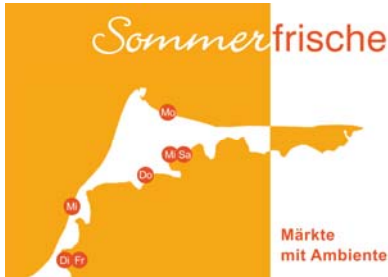 Sommerfrische
Mo
Mi Sa
Do
Mi
Di Fr
Märkte
mit Ambiente